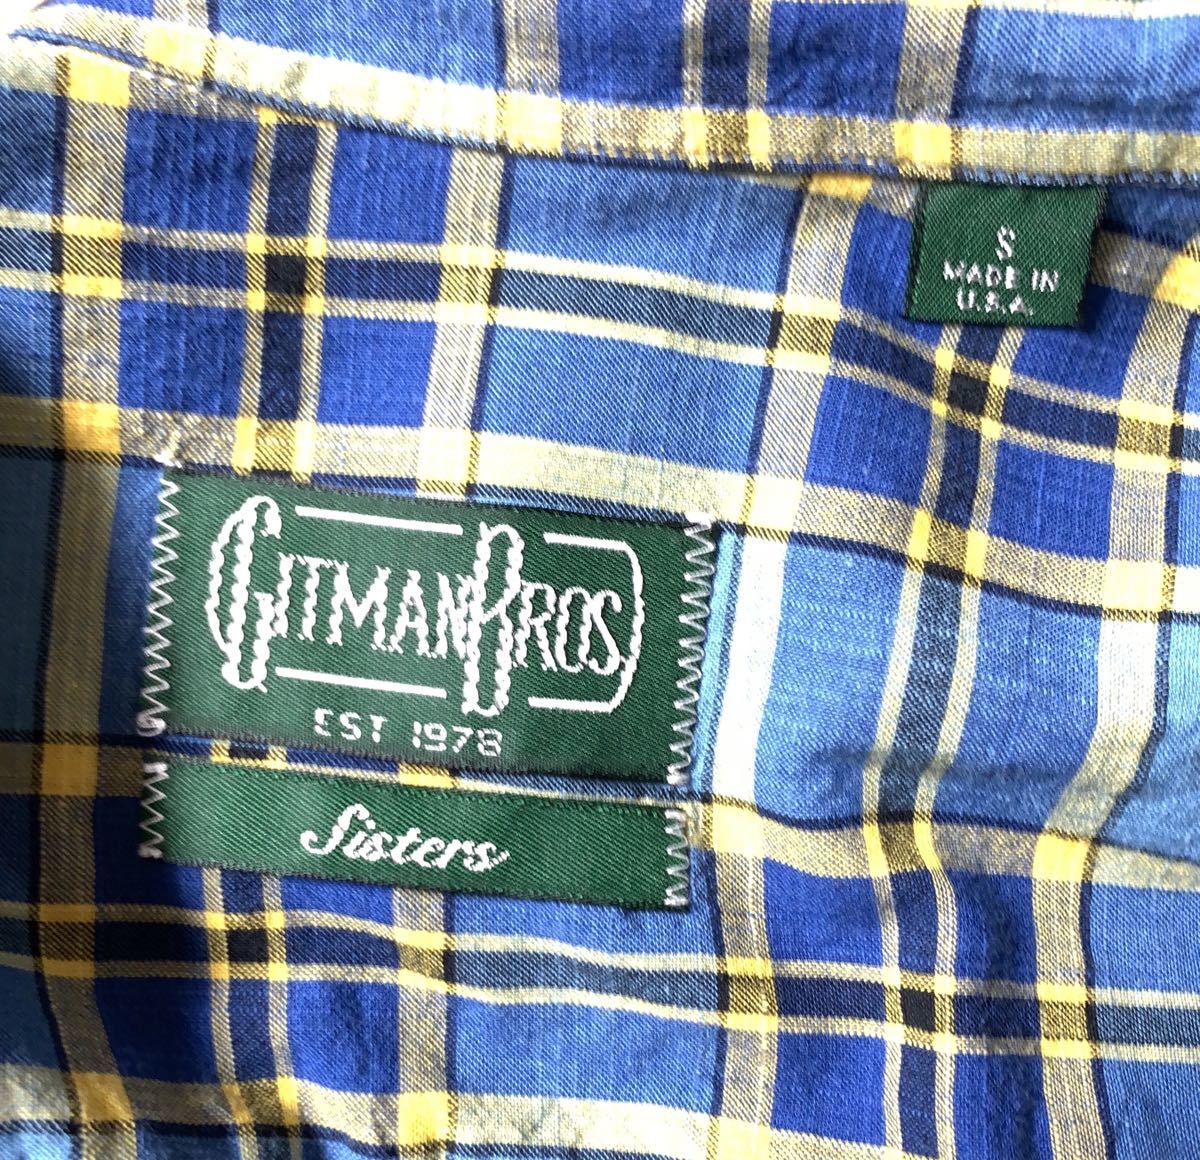 S
MADE IN
U.S.A.
GITMAN BROS.
EST 1978
Sisters